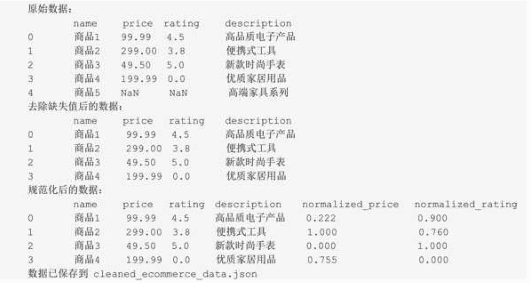 原始数据:
name price rating description
0 商品1 99.99 4.5 高品质电子产品
1 商品2 299.00 3.8 便携式工具
2 商品3 49.50 5.0 新款时尚手表
3 商品4 199.99 0.0 优质家居用品
4 商品5 NaN NaN 高端家具系列
去除缺失值后的数据:
name price rating description
0 商品1 99.99 4.5 高品质电子产品
1 商品2 299.00 3.8 便携式工具
2 商品3 49.50 5.0 新款时尚手表
3 商品4 199.99 0.0 优质家居用品
规范化后的数据:
name price rating description normalized_price normalized_rating
0 商品1 99.99 4.5 高品质电子产品 0.222 0.900
1 商品2 299.00 3.8 便携式工具 1.000 0.760
2 商品3 49.50 5.0 新款时尚手表 0.000 1.000
3 商品4 199.99 0.0 优质家居用品 0.755 0.000
数据已保存到 cleaned_ecommerce_data.json